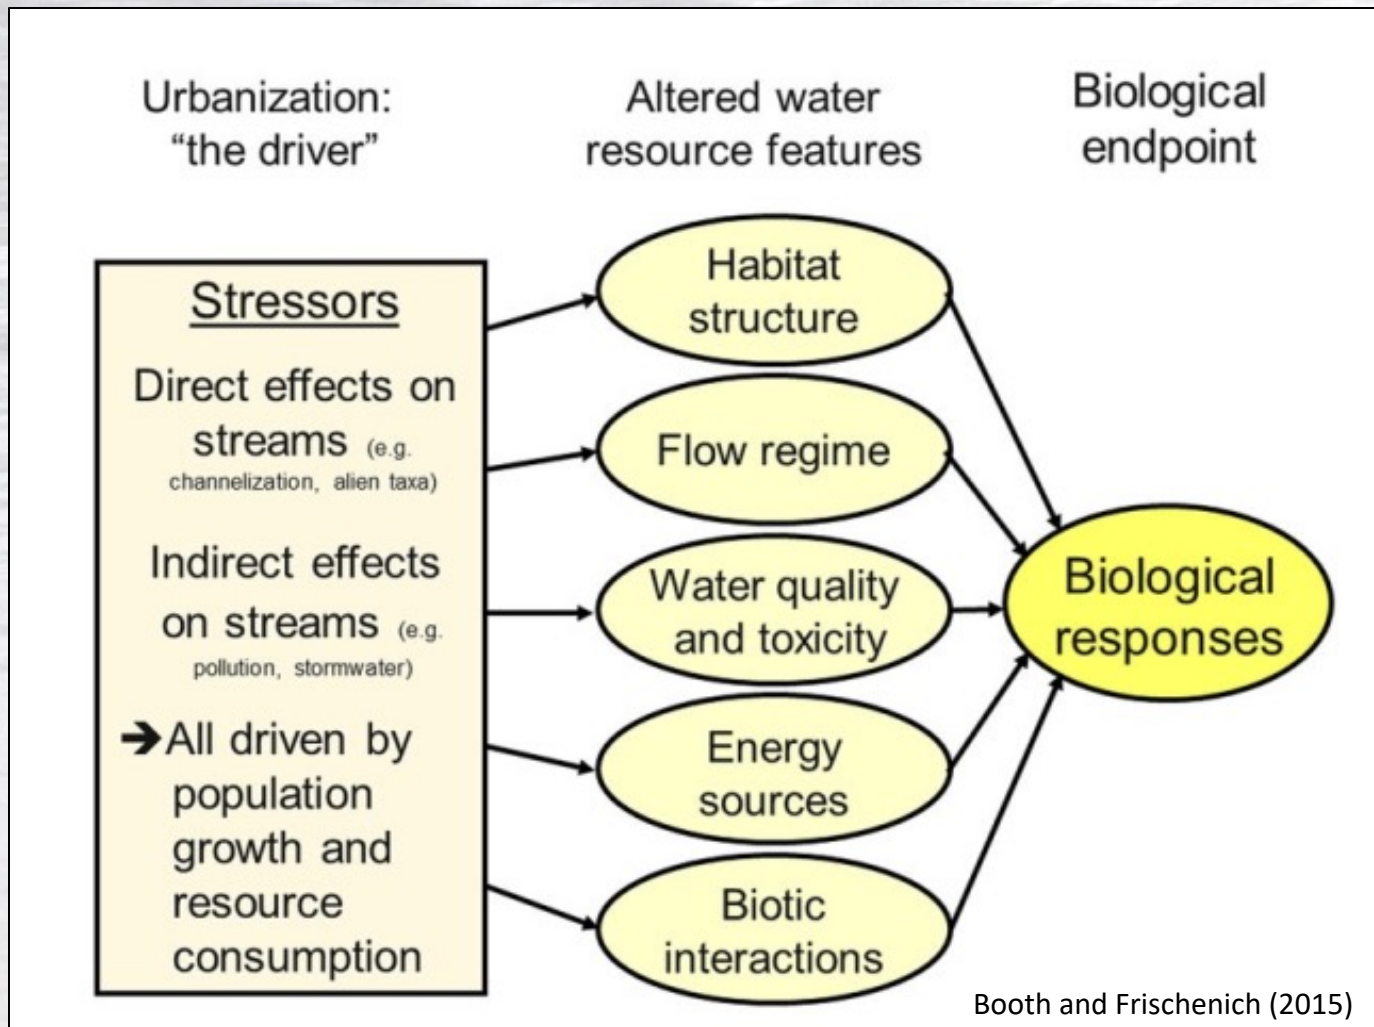 Urbanization:
“the driver”
Altered water
resource features
Biological
endpoint
Stressors
Direct effects on
streams (e.g.
channelization, alien taxa)
Indirect effects
on streams (e.g.
pollution, stormwater)
➔All driven by
population
growth and
resource
consumption
Habitat
structure
Flow regime
Water quality
and toxicity
Energy
sources
Biotic
interactions
Biological
responses
Booth and Frischenich (2015)